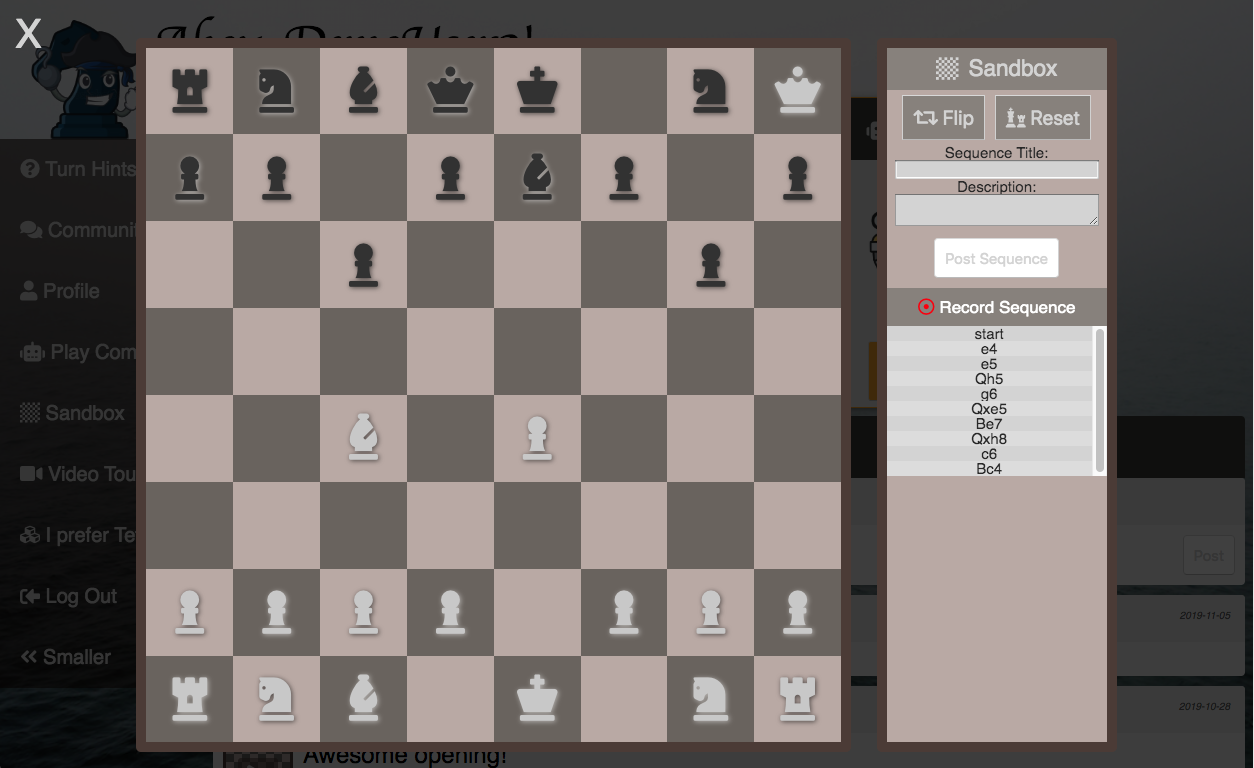 X
Turn Hints
Profile
Sandbox
Log Out
Smaller
Sandbox
Flip
Reset
Sequence Title:
Description:
Post Sequence
Record Sequence
start
e4
e5
Qh5
g6
Qxe5
Be7
Qxh8
c6
Bc4
Play Com
Communi
Video Tou
I prefer Te
Post
2019-11-05
2019-10-28
Awesome opening!